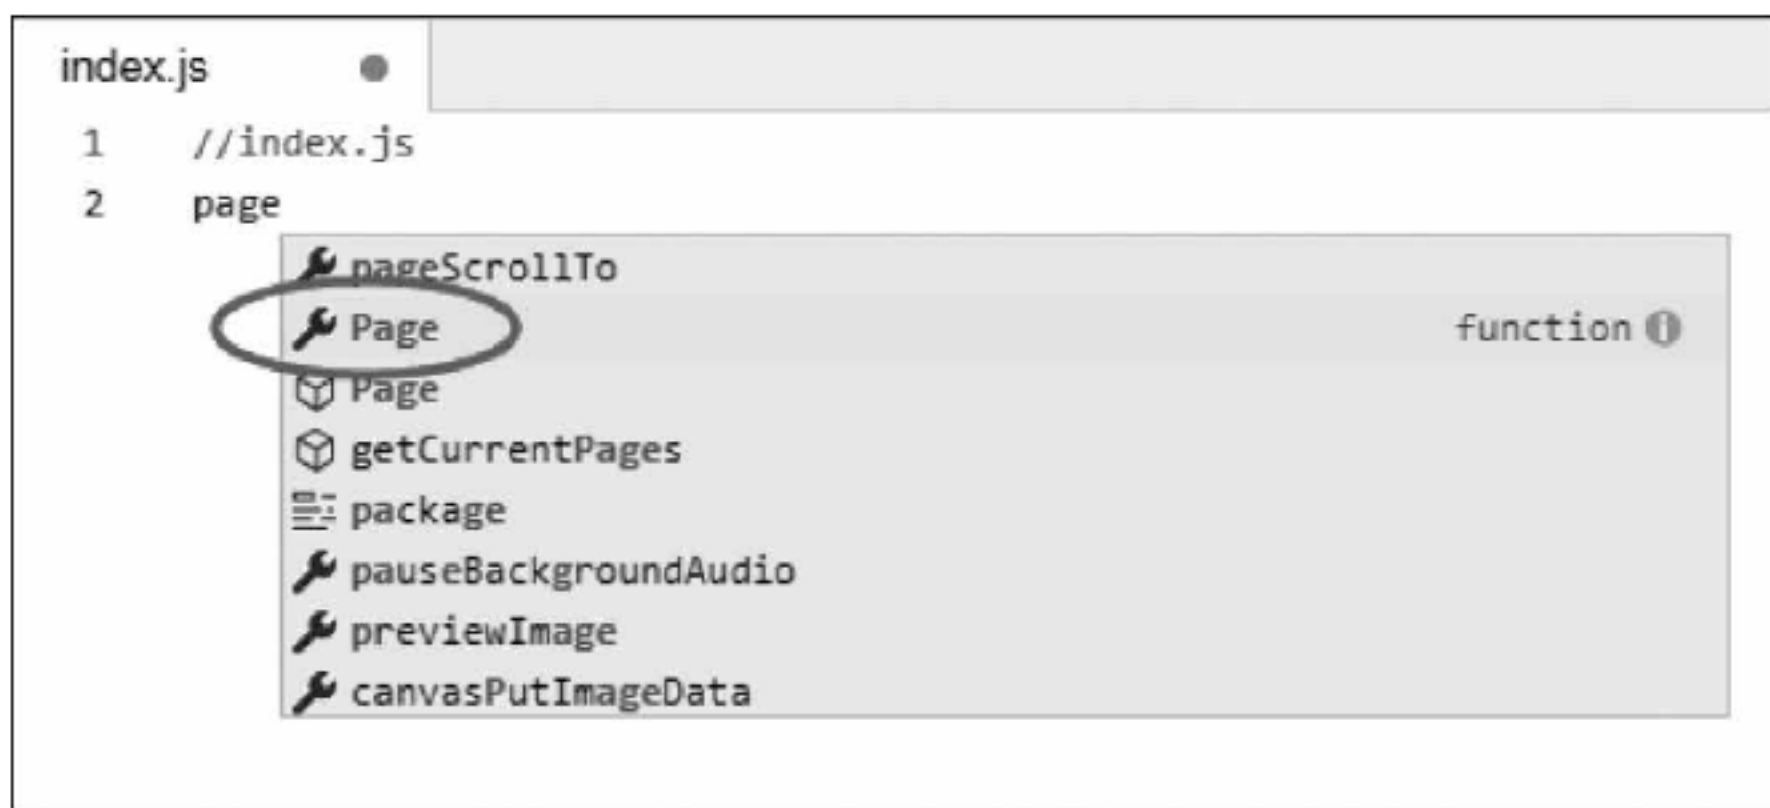 index.js
1 //index.js
2 page
pageScrollTo
Page function
Page
getCurrentPages
package
pauseBackgroundAudio
previewImage
canvasPutImageData